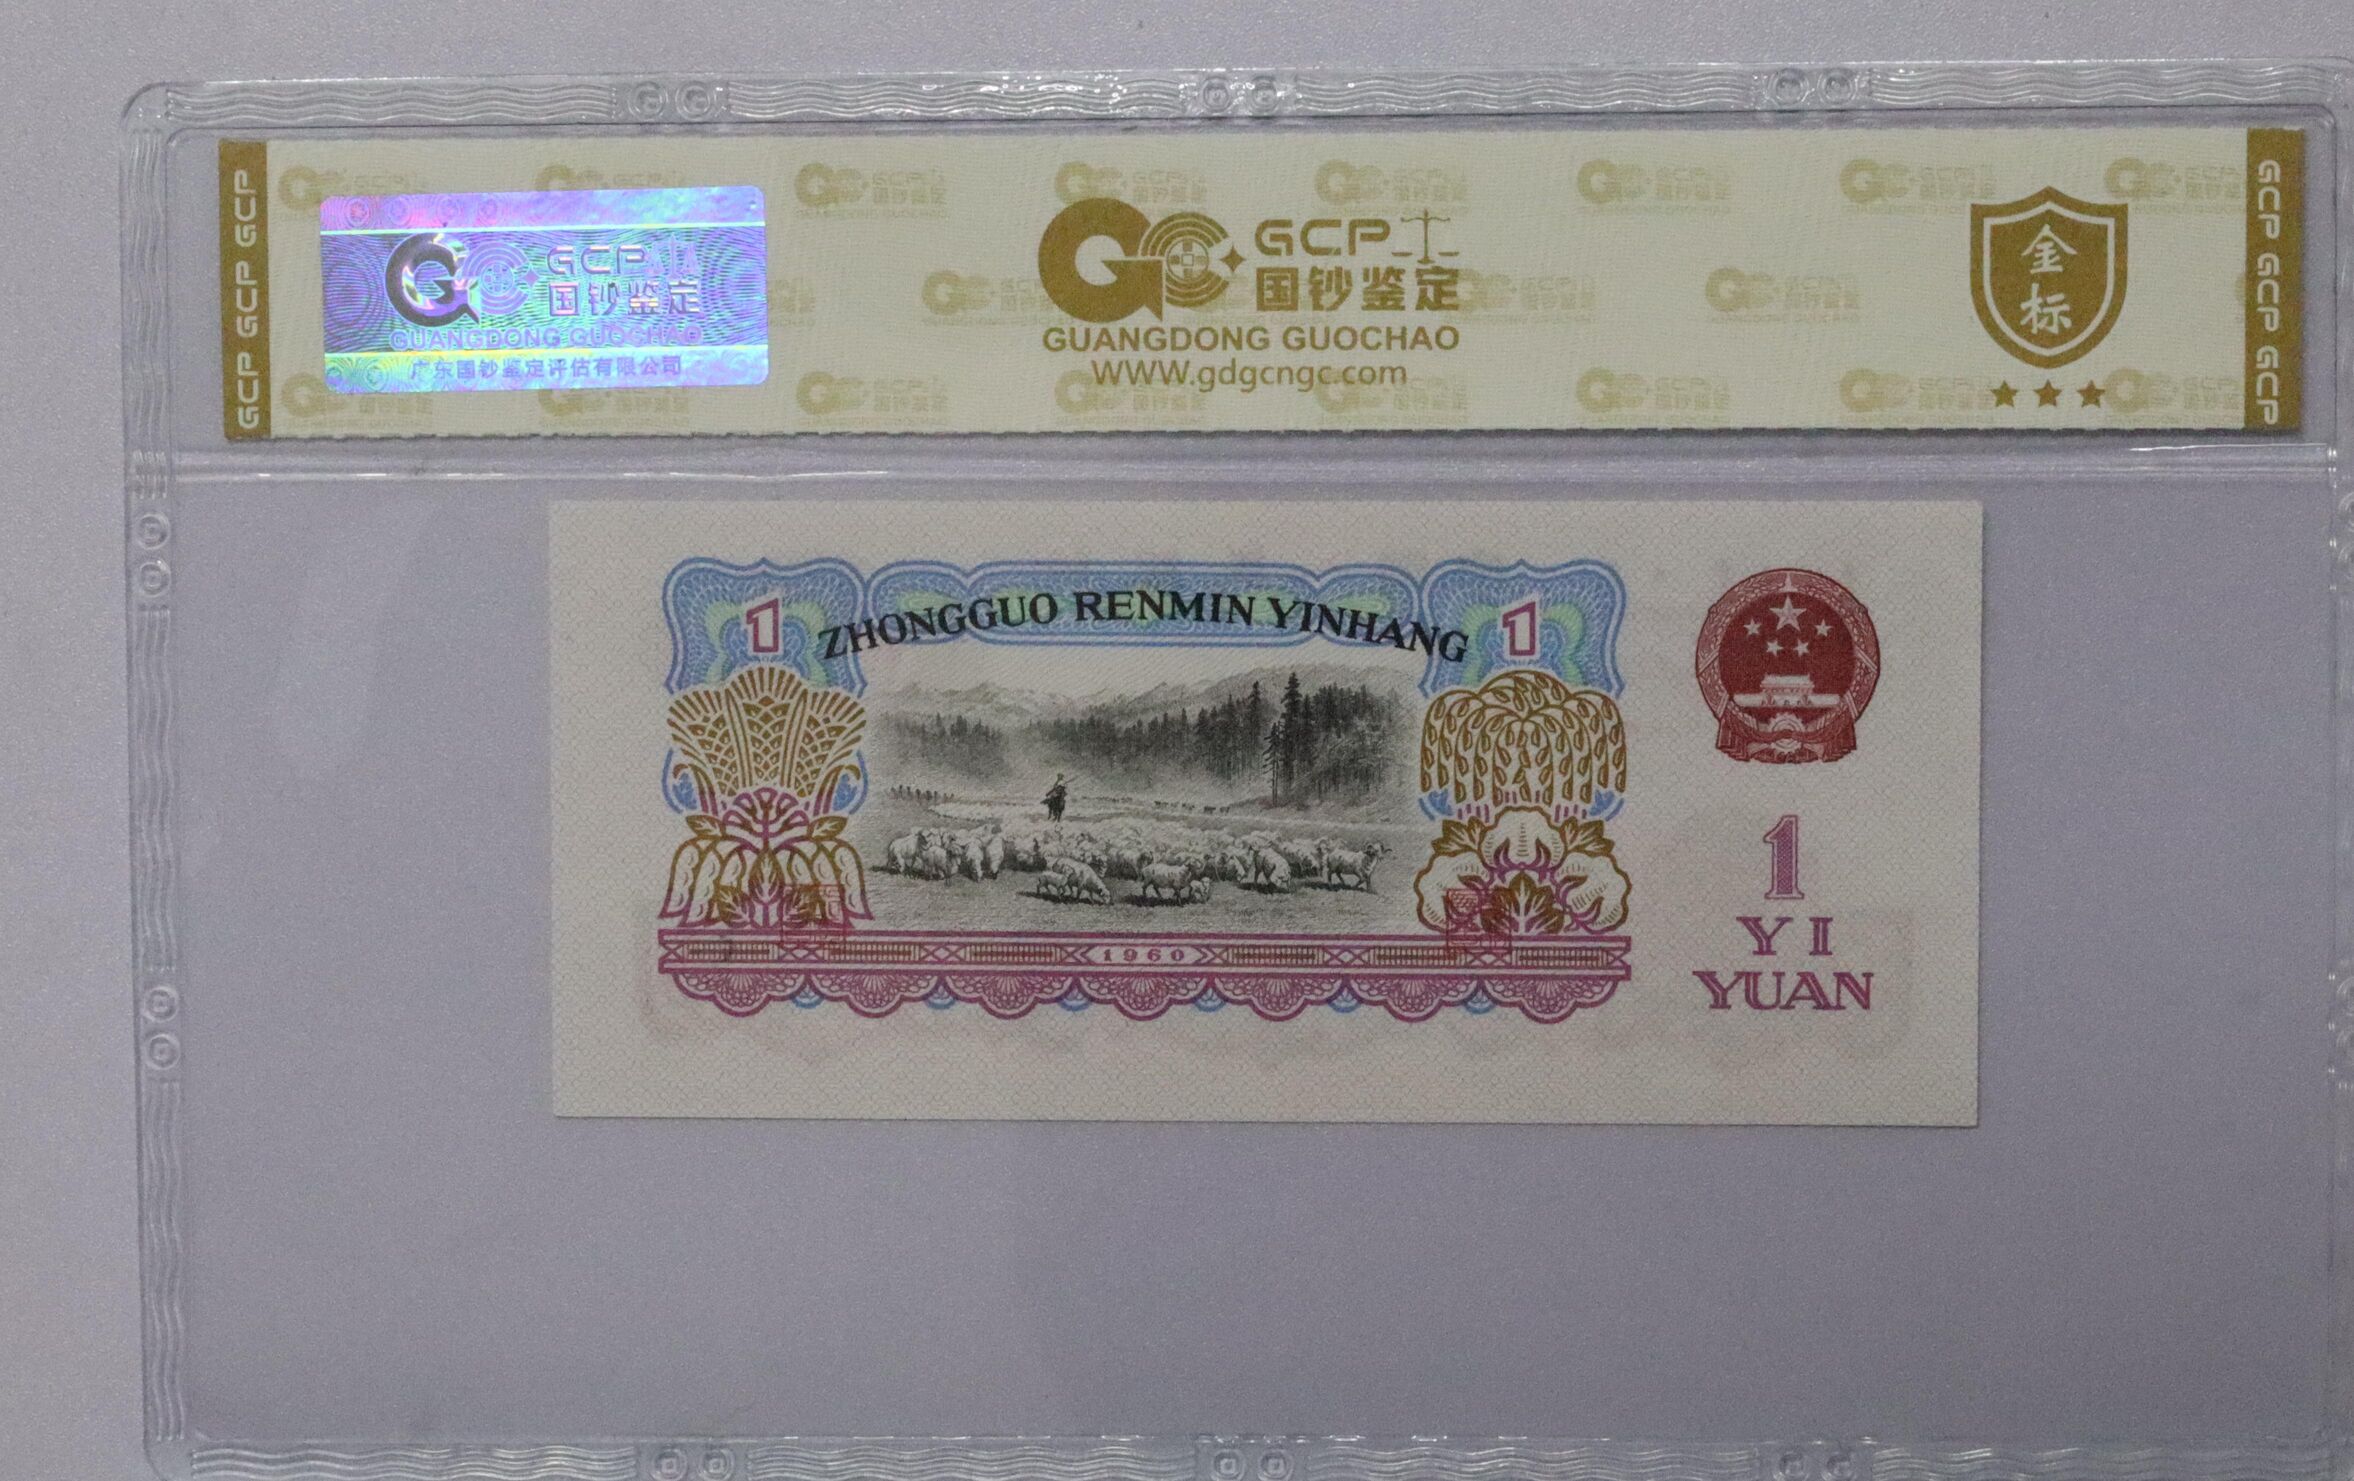 GCP GCP GCP
GCP
国钞鉴定
GUANGDONG GUOCHAO
广东国钞鉴定评估有限公司
GCP
国钞鉴定
GUANGDONG GUOCHAO
www.gdgcngc.com
金
标
GCP GCP GCP
1
ZHONGGUO RENMIN YINHANG
1
1960
1
YI
YUAN